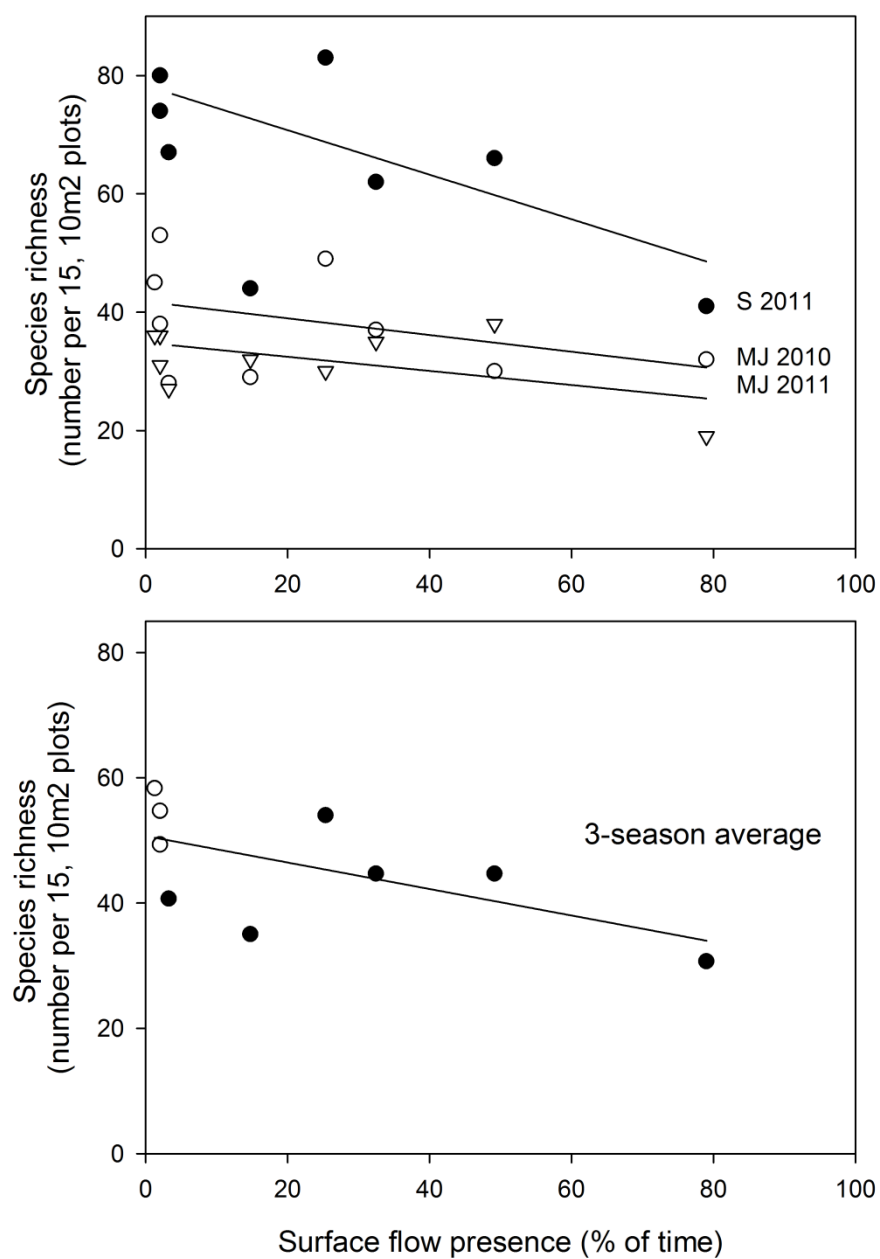 Species richness
(number per 15, 10m2 plots)
80
60
40
20
0
S 2011
MJ 2010
MJ 2011
0 20 40 60 80 100
Species richness
(number per 15, 10m2 plots)
80
60
40
20
0
3-season average
0 20 40 60 80 100
Surface flow presence (% of time)